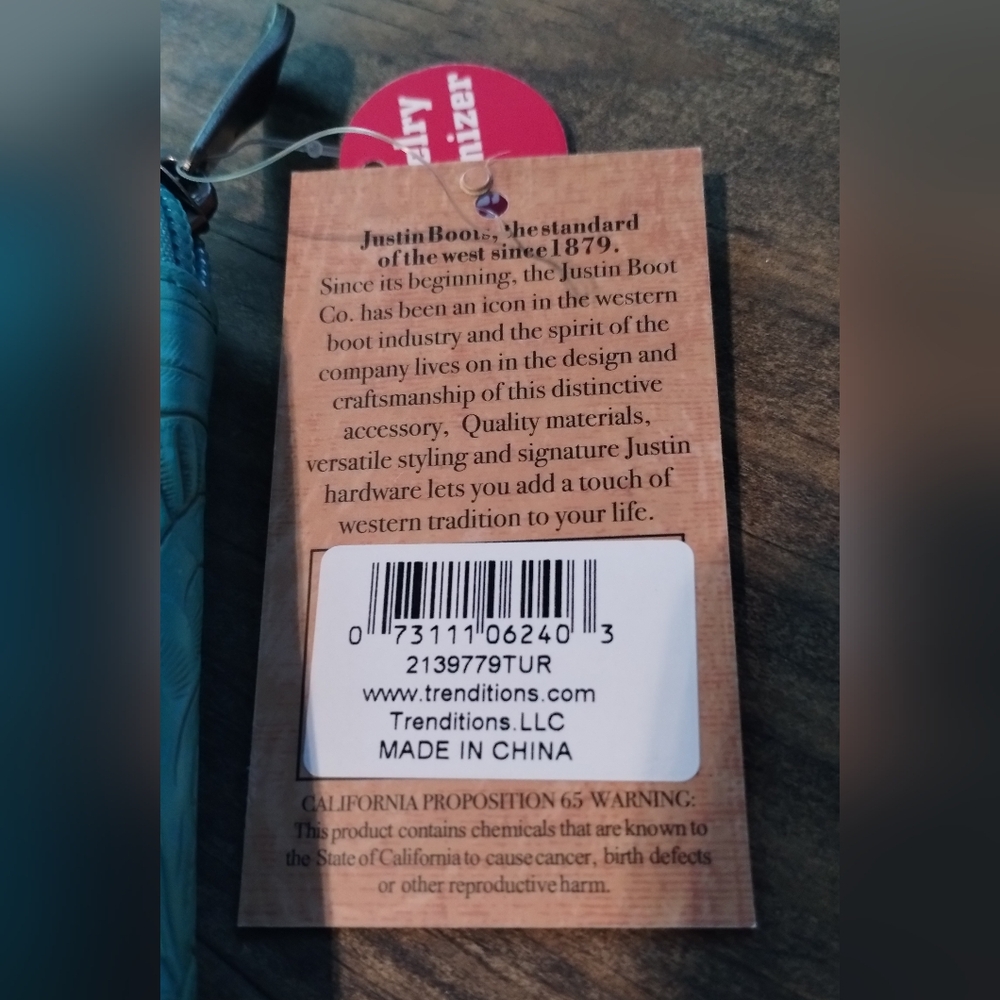 elry
nizer
Justin Boots, the standard
of the west since 1879.
Since its beginning, the Justin Boot
Co. has been an icon in the western
boot industry and the spirit of the
company lives on in the design and
craftsmanship of this distinctive
accessory, Quality materials,
versatile styling and signature Justin
hardware lets you add a touch of
western tradition to your life.
0 73111 06240 3
2139779TUR
www.trenditions.com
Trenditions.LLC
MADE IN CHINA
CALIFORNIA PROPOSITION 65 WARNING:
This product contains chemicals that are known to
the State of California to cause cancer, birth defects
or other reproductive harm.